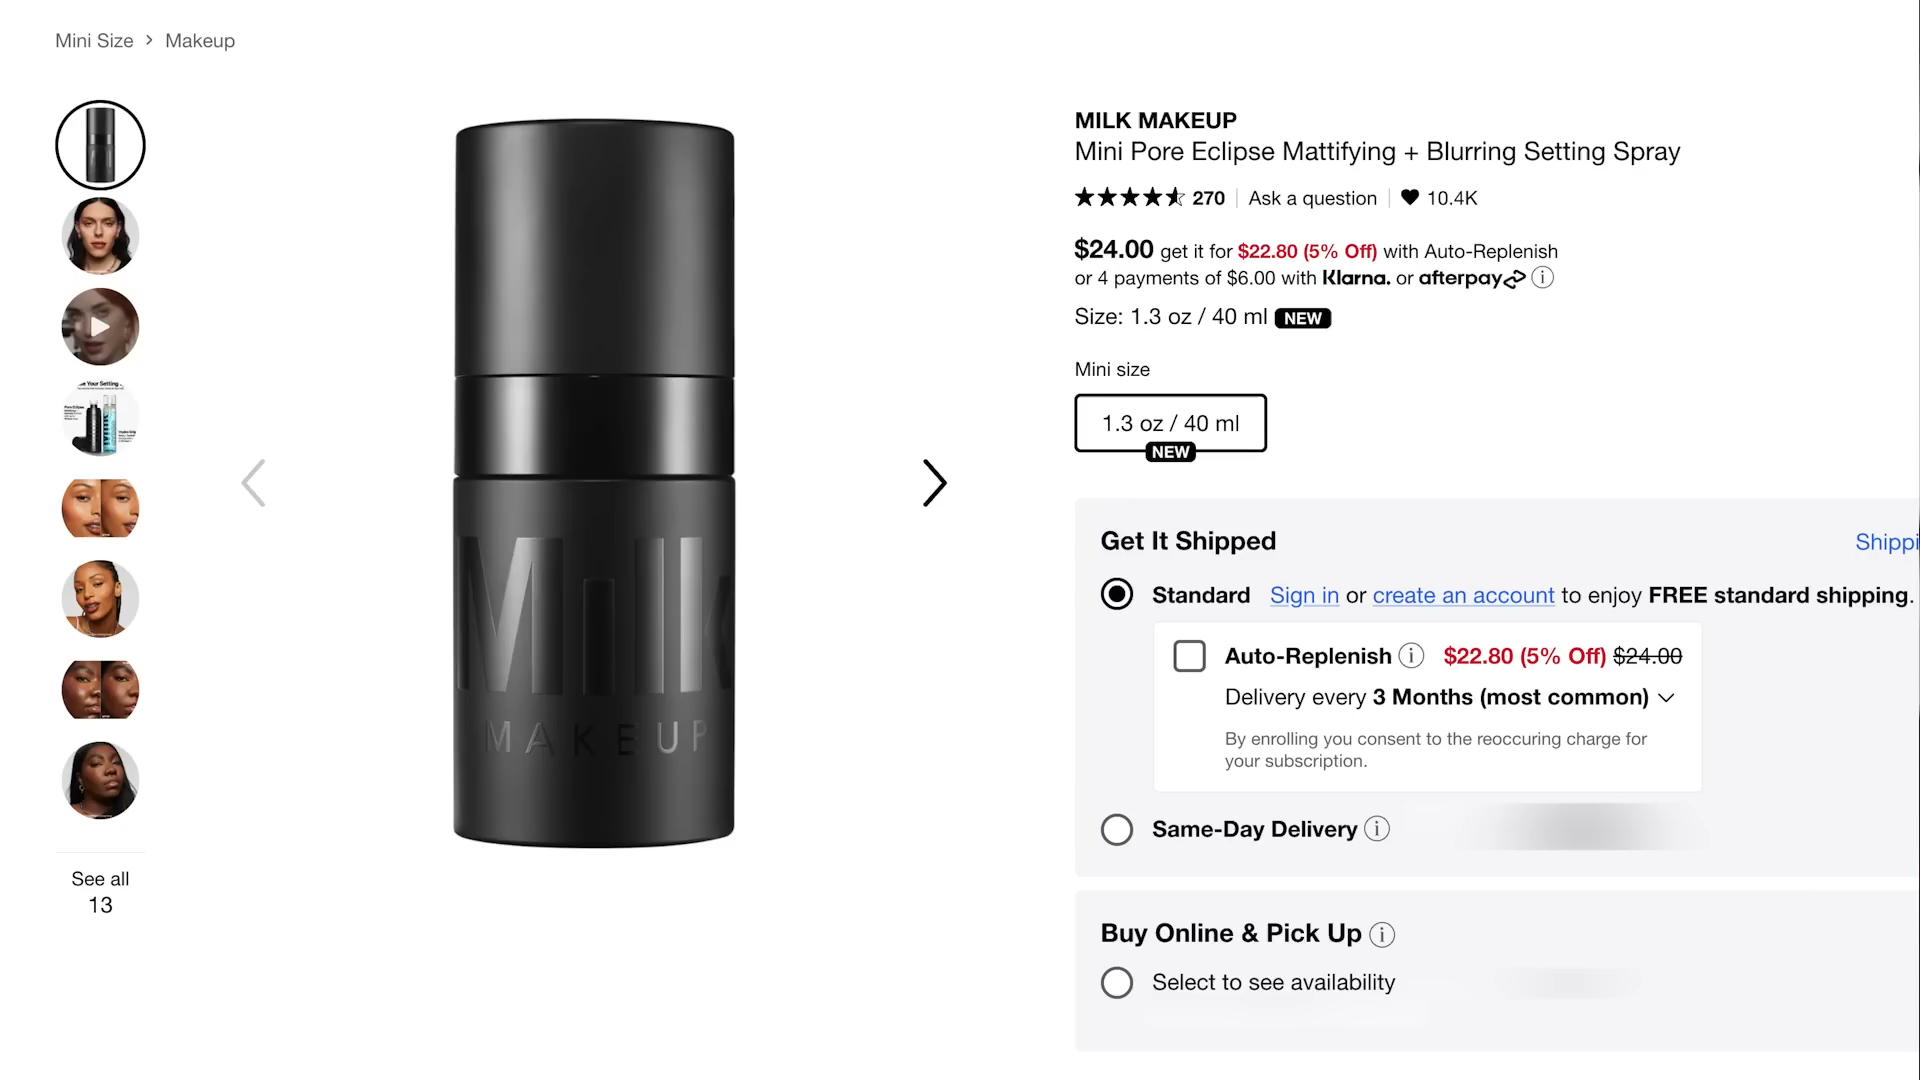 Mini Size > Makeup
MILK MAKEUP
Mini Pore Eclipse Mattifying + Blurring Setting Spray
270 Ask a question 10.4K
$24.00 get it for $22.80 (5% Off) with Auto-Replenish
or 4 payments of $6.00 with Klarna. or afterpay
Size: 1.3 oz / 40 ml NEW
Mini size
1.3 oz / 40 ml
NEW
Get It Shipped
Standard Sign in or create an account to enjoy FREE standard shipping.
Auto-Replenish $22.80 (5% Off) $24.00
Delivery every 3 Months (most common)
By enrolling you consent to the reoccuring charge for
your subscription.
Same-Day Delivery
Buy Online & Pick Up
Select to see availability
Milk
MAKEUP
See all
13